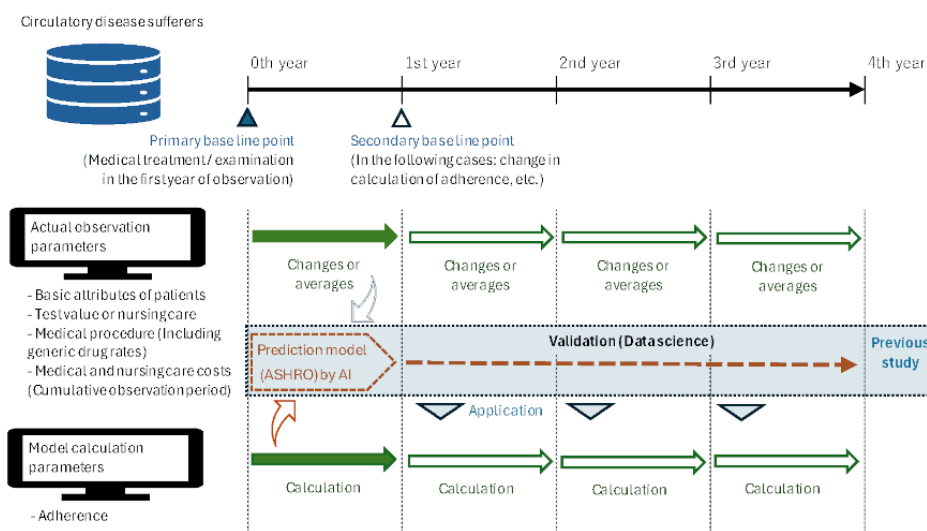 Circulatory disease sufferers
0th year
1st year
2nd year
3rd year
4th year
Primary base line point
(Medical treatment/ examination
in the first year of observation)
Secondary base line point
(In the following cases: change in
calculation of adherence, etc.)
Actual observation
parameters
- Basic attributes of patients
- Test value or nursing care
- Medical procedure (Including
generic drug rates)
- Medical and nursing care costs
(Cumulative observation period)
Changes or
averages
Changes or
averages
Changes or
averages
Changes or
averages
Prediction model
(ASHRO) by AI
Validation (Data science)
Previous
study
Application
Model calculation
parameters
- Adherence
Calculation
Calculation
Calculation
Calculation